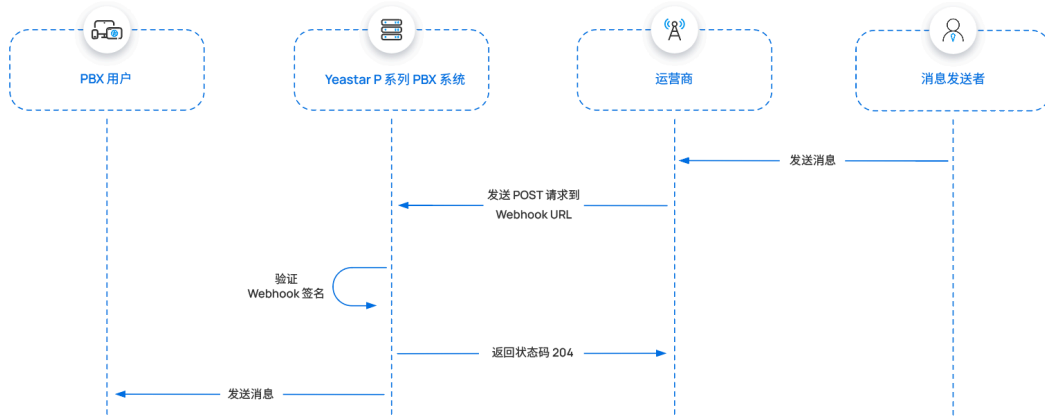 PBX 用户
Yeastar P 系列 PBX 系统
运营商
消息发送者
发送消息
发送 POST 请求到
Webhook URL
验证
Webhook 签名
返回状态码 204
发送消息